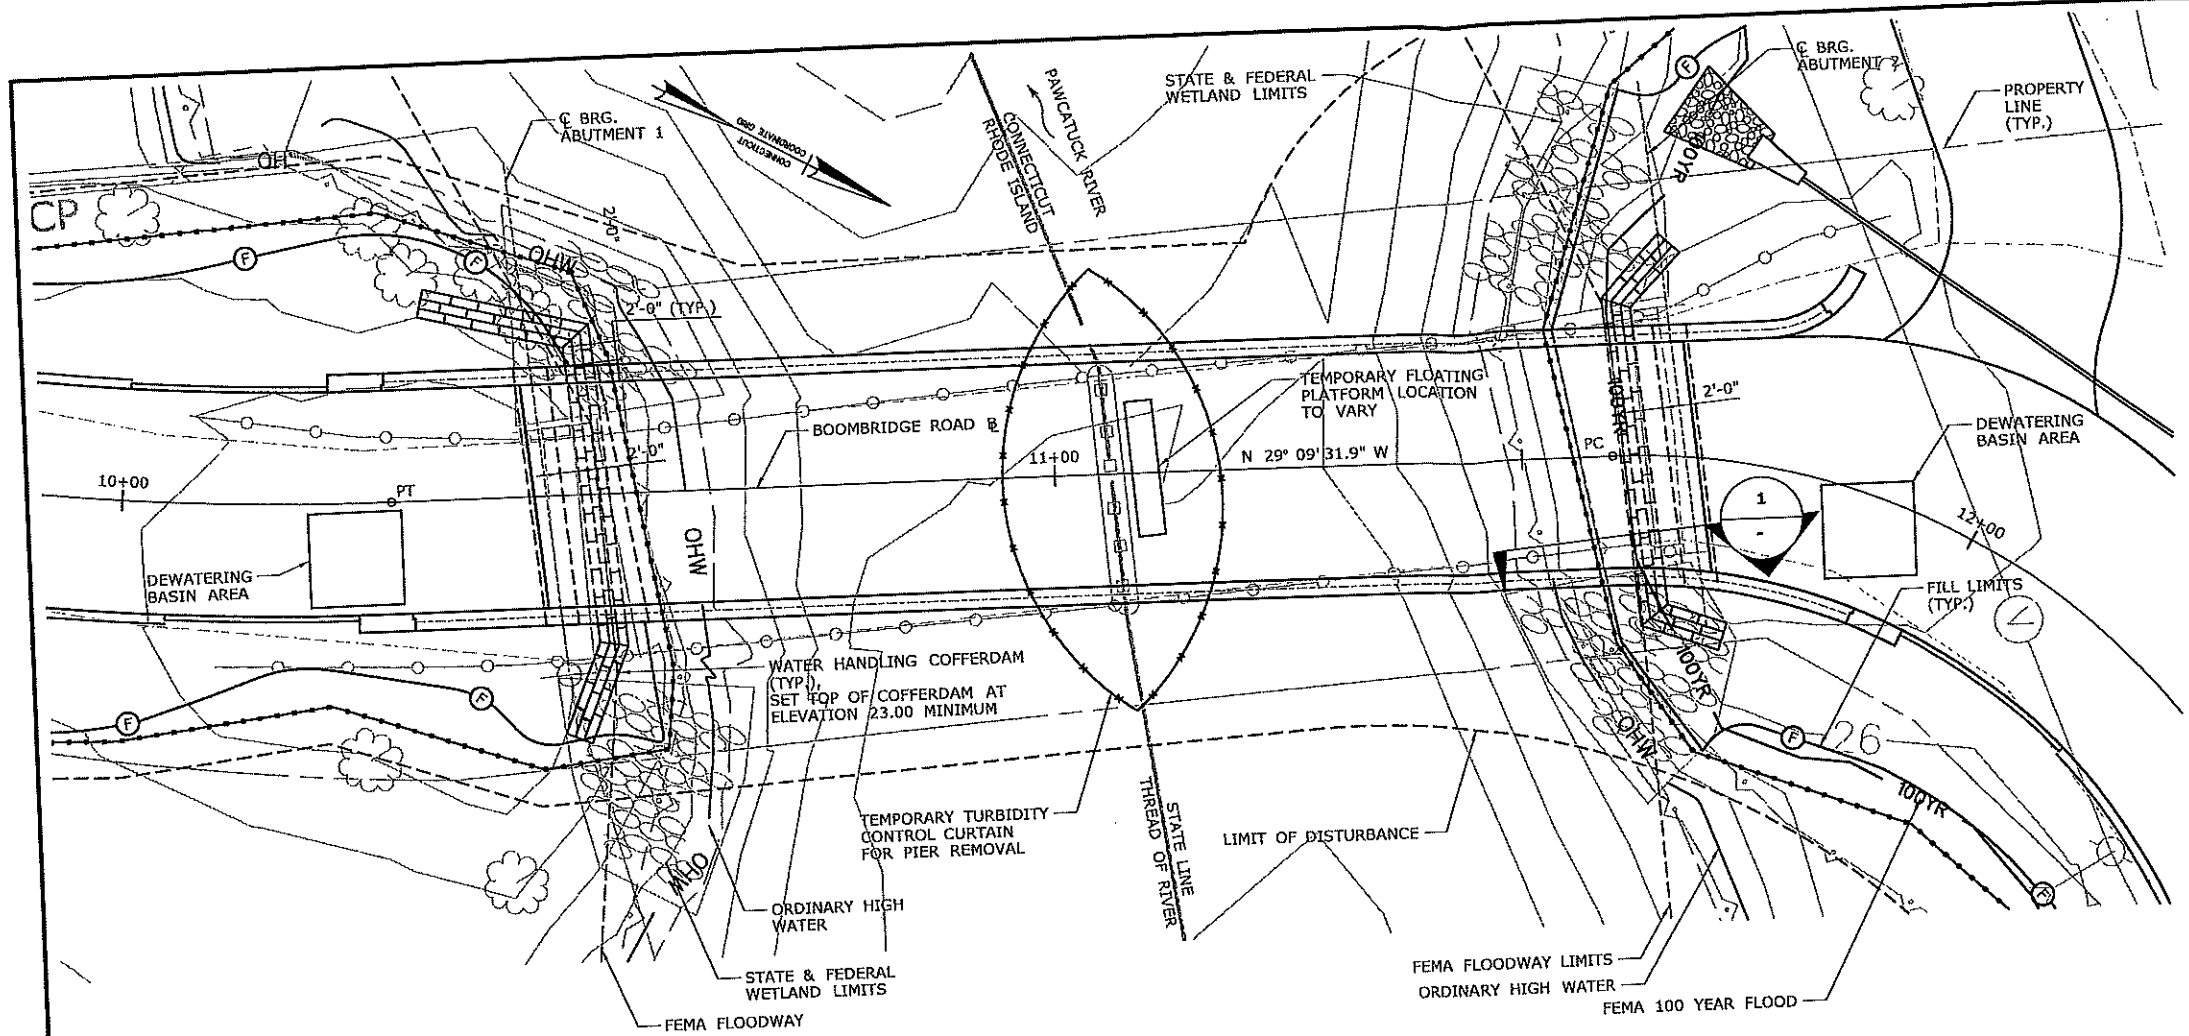 ℄ BRG.
ABUTMENT 1
STATE & FEDERAL
WETLAND LIMITS
℄ BRG.
ABUTMENT 2
PROPERTY
LINE
(TYP.)
CONNECTICUT
COORDINATE GRID
CONNECTICUT
RHODE ISLAND
PAWCATUCK RIVER
OH
CP
F
F
F
OHW
2'-0"
2'-0" (TYP.)
100YR
TEMPORARY FLOATING
PLATFORM LOCATION
TO VARY
BOOMBRIDGE ROAD ℄
2'-0"
100YR
2'-0"
10+00
PT
11+00
N 29° 09' 31.9" W
PC
DEWATERING
BASIN AREA
1
-
12+00
OHW
DEWATERING
BASIN AREA
FILL LIMITS
(TYP.)
WATER HANDLING COFFERDAM
(TYP.),
SET TOP OF COFFERDAM AT
ELEVATION 23.00 MINIMUM
F
F
100YR
OHW
F
26
100YR
F
TEMPORARY TURBIDITY
CONTROL CURTAIN
FOR PIER REMOVAL
STATE LINE
THREAD OF RIVER
LIMIT OF DISTURBANCE
OHW
ORDINARY HIGH
WATER
STATE & FEDERAL
WETLAND LIMITS
FEMA FLOODWAY
FEMA FLOODWAY LIMITS
ORDINARY HIGH WATER
FEMA 100 YEAR FLOOD